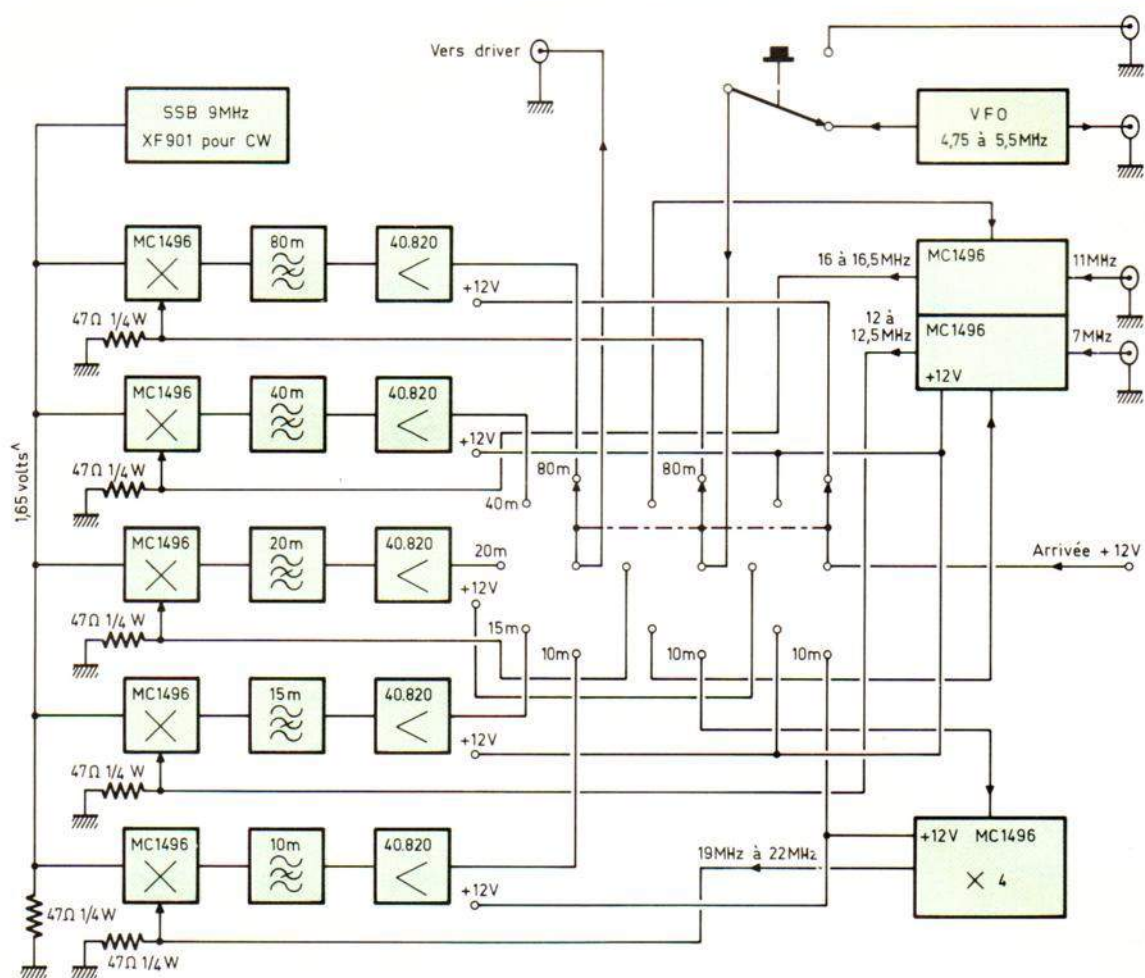 Vers driver
SSB 9MHz
XF901 pour CW
VFO
4,75 à 5,5MHz
MC1496
80m
40.820
+12V
47Ω 1/4W
16 à 16,5MHz
MC1496
11MHz
12 à
12,5MHz
MC1496
7MHz
+12V
MC1496
40m
40.820
+12V
80m
80m
47Ω 1/4W
40m
1,65 volts^
MC1496
20m
40.820
20m
+12V
Arrivée +12V
47Ω 1/4W
15m
10m
10m
10m
MC1496
15m
40.820
+12V
47Ω 1/4W
MC1496
10m
40.820
+12V
19MHz à 22MHz
+12V MC1496
× 4
47Ω 1/4W
47Ω 1/4W